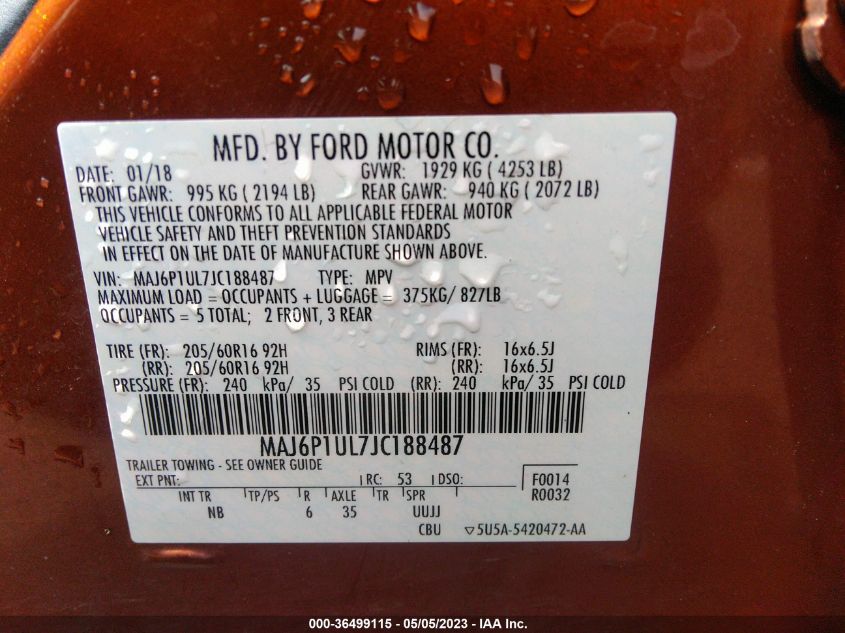 MFD. BY FORD MOTOR CO.
DATE: 01/18 GVWR: 1929 KG ( 4253 LB)
FRONT GAWR: 995 KG ( 2194 LB) REAR GAWR: 940 KG ( 2072 LB)
THIS VEHICLE CONFORMS TO ALL APPLICABLE FEDERAL MOTOR
VEHICLE SAFETY AND THEFT PREVENTION STANDARDS
IN EFFECT ON THE DATE OF MANUFACTURE SHOWN ABOVE.
VIN: MAJ6P1UL7JC188487 TYPE: MPV
MAXIMUM LOAD = OCCUPANTS + LUGGAGE = 375KG/ 827LB
OCCUPANTS = 5 TOTAL; 2 FRONT, 3 REAR
TIRE (FR): 205/60R16 92H RIMS (FR): 16x6.5J
(RR): 205/60R16 92H (RR): 16x6.5J
PRESSURE (FR): 240 kPa/ 35 PSI COLD (RR): 240 kPa/ 35 PSI COLD
MAJ6P1UL7JC188487
TRAILER TOWING - SEE OWNER GUIDE
EXT PNT: RC: 53 DSO: F0014
R0032
INT TR TP/PS R AXLE TR SPR
NB 6 35 UUJJ
CBU ▽5U5A-5420472-AA
000-36499115 - 05/05/2023 - IAA Inc.